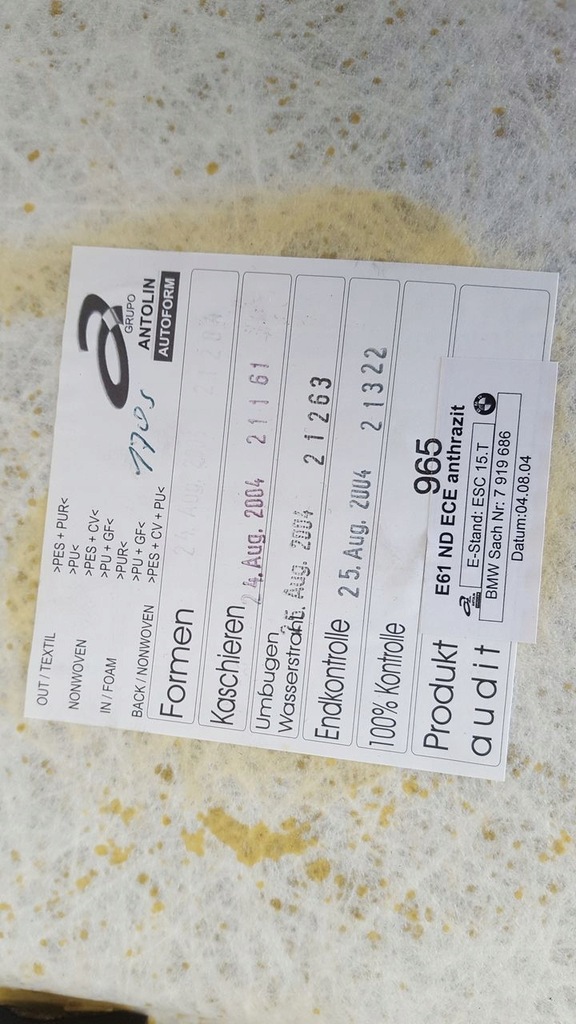 OUT / TEXTIL >PES + PUR<
NONWOVEN >PU<
>PES + CV<
IN / FOAM >PU + GF<
>PUR<
>PU + GF<
BACK / NONWOVEN >PES + CV + PU<
GRUPO
ANTOLIN
AUTOFORM
Formen
Kaschieren 24. Aug. 2004 21161
Umbugen
Wasserstrahl 25. Aug. 2004 21263
Endkontrolle 25. Aug. 2004 21322
100% Kontrolle
Produkt
audit
965
E61 ND ECE anthrazit
E-Stand: ESC 15.T
BMW Sach Nr: 7 919 686
Datum:04.08.04